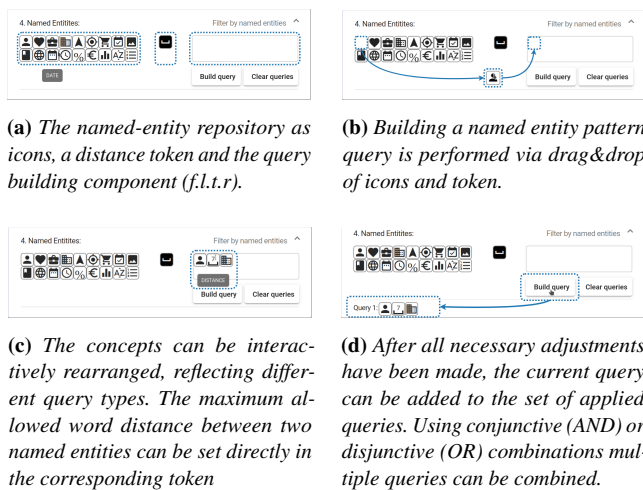 4. Named Entitites:
Filter by named entities
DATE
Build query
Clear queries
4. Named Entitites:
Filter by named entities
Build query
Clear queries
(a) The named-entity repository as
icons, a distance token and the query
building component (f.l.t.r).
(b) Building a named entity pattern
query is performed via drag&drop
of icons and token.
4. Named Entitites:
Filter by named entities
7
DISTANCE
Build query
Clear queries
4. Named Entitites:
Filter by named entities
Build query
Clear queries
Query 1:
7
(c) The concepts can be interac-
tively rearranged, reflecting differ-
ent query types. The maximum al-
lowed word distance between two
named entities can be set directly in
the corresponding token
(d) After all necessary adjustments
have been made, the current query
can be added to the set of applied
queries. Using conjunctive (AND) or
disjunctive (OR) combinations mul-
tiple queries can be combined.